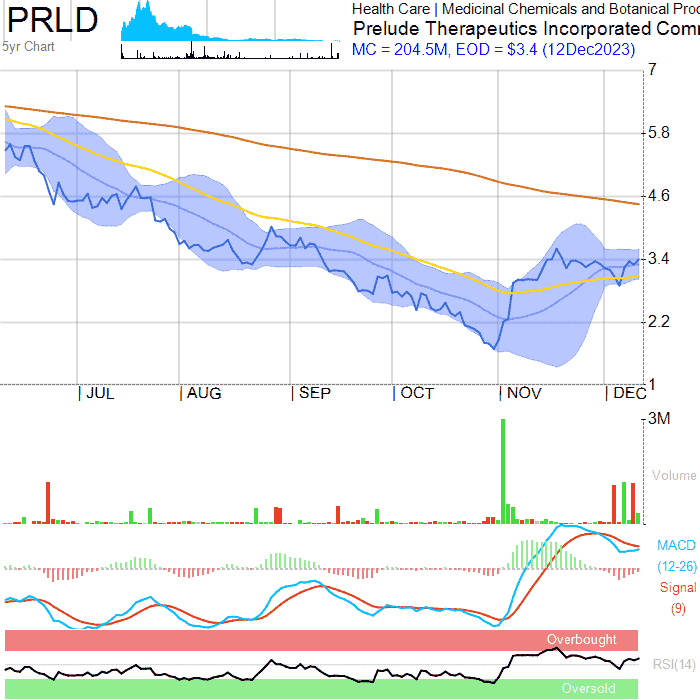 PRLD
5yr Chart
Health Care | Medicinal Chemicals and Botanical Proc
Prelude Therapeutics Incorporated Comm
MC = 204.5M, EOD = $3.4 (12Dec2023)
7
5.8
4.6
3.4
2.2
1
| JUL | AUG | SEP | OCT | NOV | DEC
3M
Volume
MACD
(12-26)
Signal
(9)
Overbought
RSI(14)
Oversold